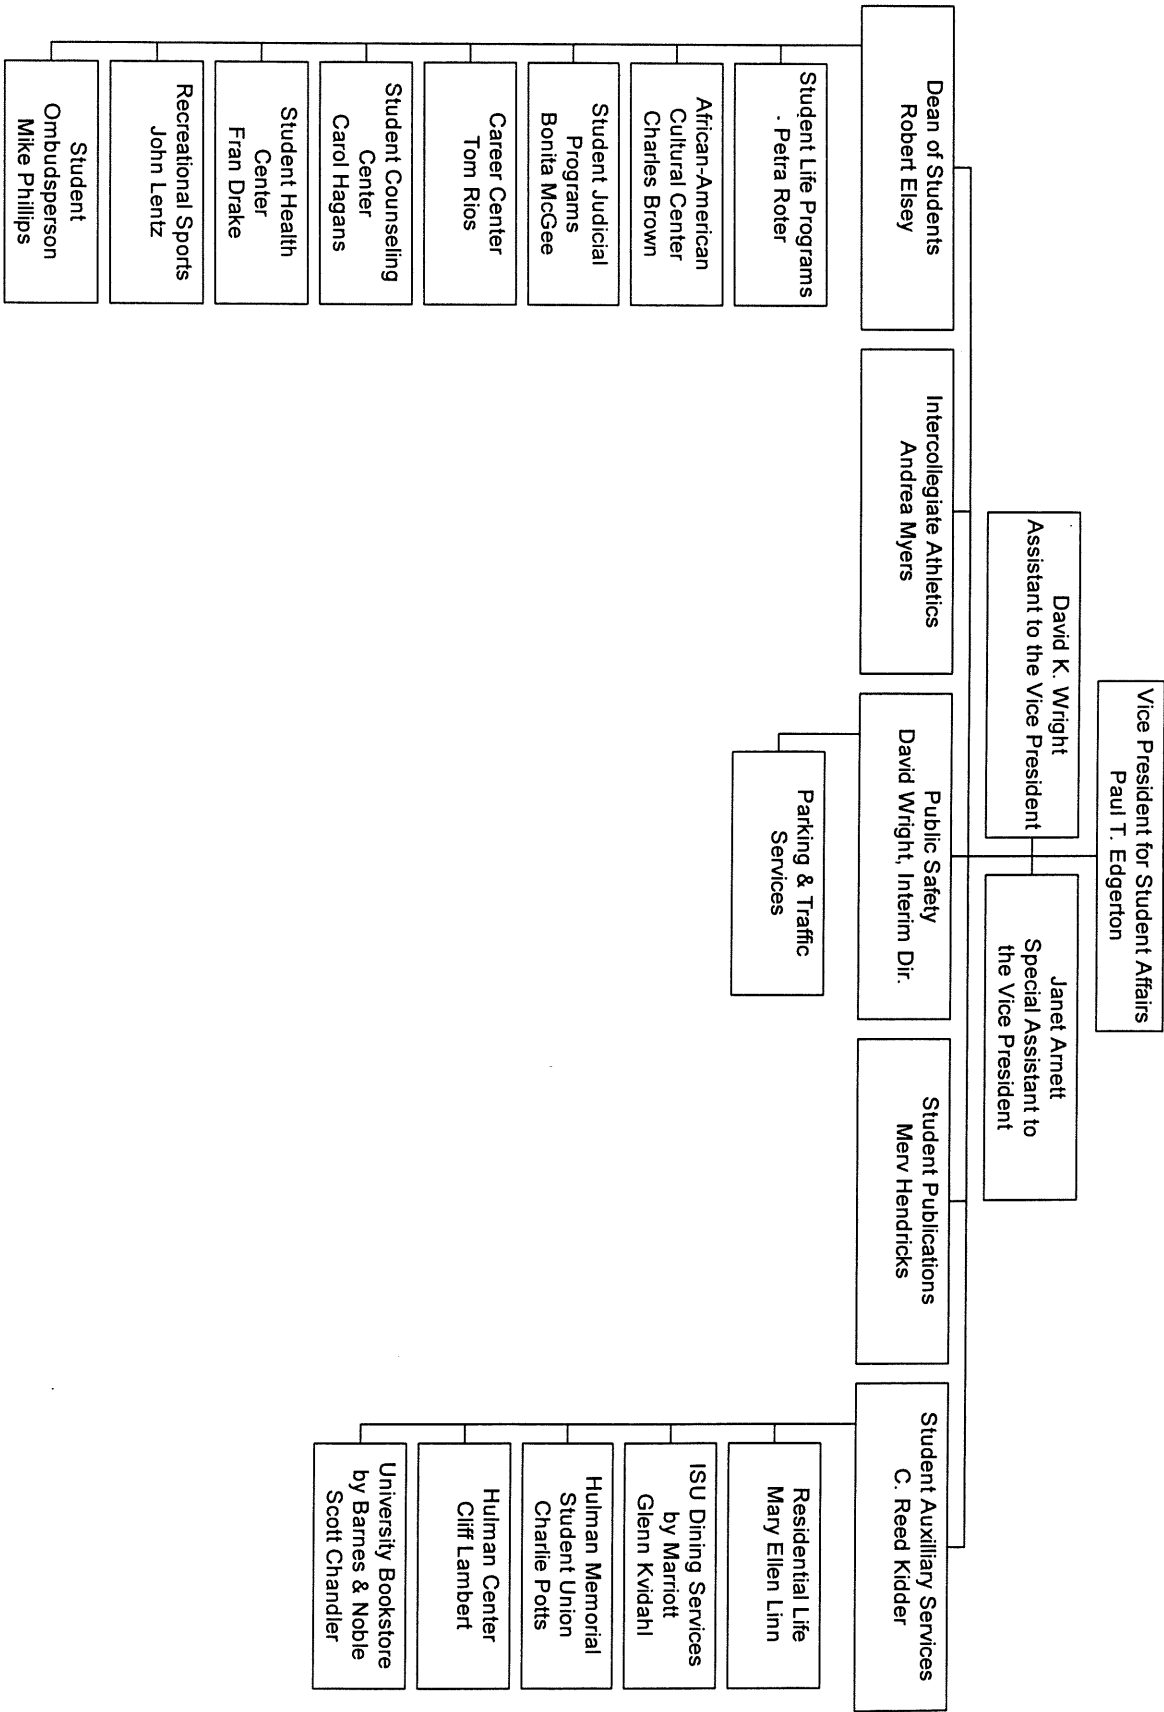 Vice President for Student Affairs
Paul T. Edgerton
David K. Wright
Assistant to the Vice President
Janet Arnett
Special Assistant to
the Vice President
Dean of Students
Robert Elsey
Intercollegiate Athletics
Andrea Myers
Public Safety
David Wright, Interim Dir.
Student Publications
Merv Hendricks
Student Auxilliary Services
C. Reed Kidder
Student Life Programs
- Petra Roter
African-American
Cultural Center
Charles Brown
Student Judicial
Programs
Bonita McGee
Career Center
Tom Rios
Student Counseling
Center
Carol Hagans
Student Health
Center
Fran Drake
Recreational Sports
John Lentz
Student
Ombudsperson
Mike Phillips
Parking & Traffic
Services
Residential Life
Mary Ellen Linn
ISU Dining Services
by Marriott
Glenn Kvidahl
Hulman Memorial
Student Union
Charlie Potts
Hulman Center
Cliff Lambert
University Bookstore
by Barnes & Noble
Scott Chandler